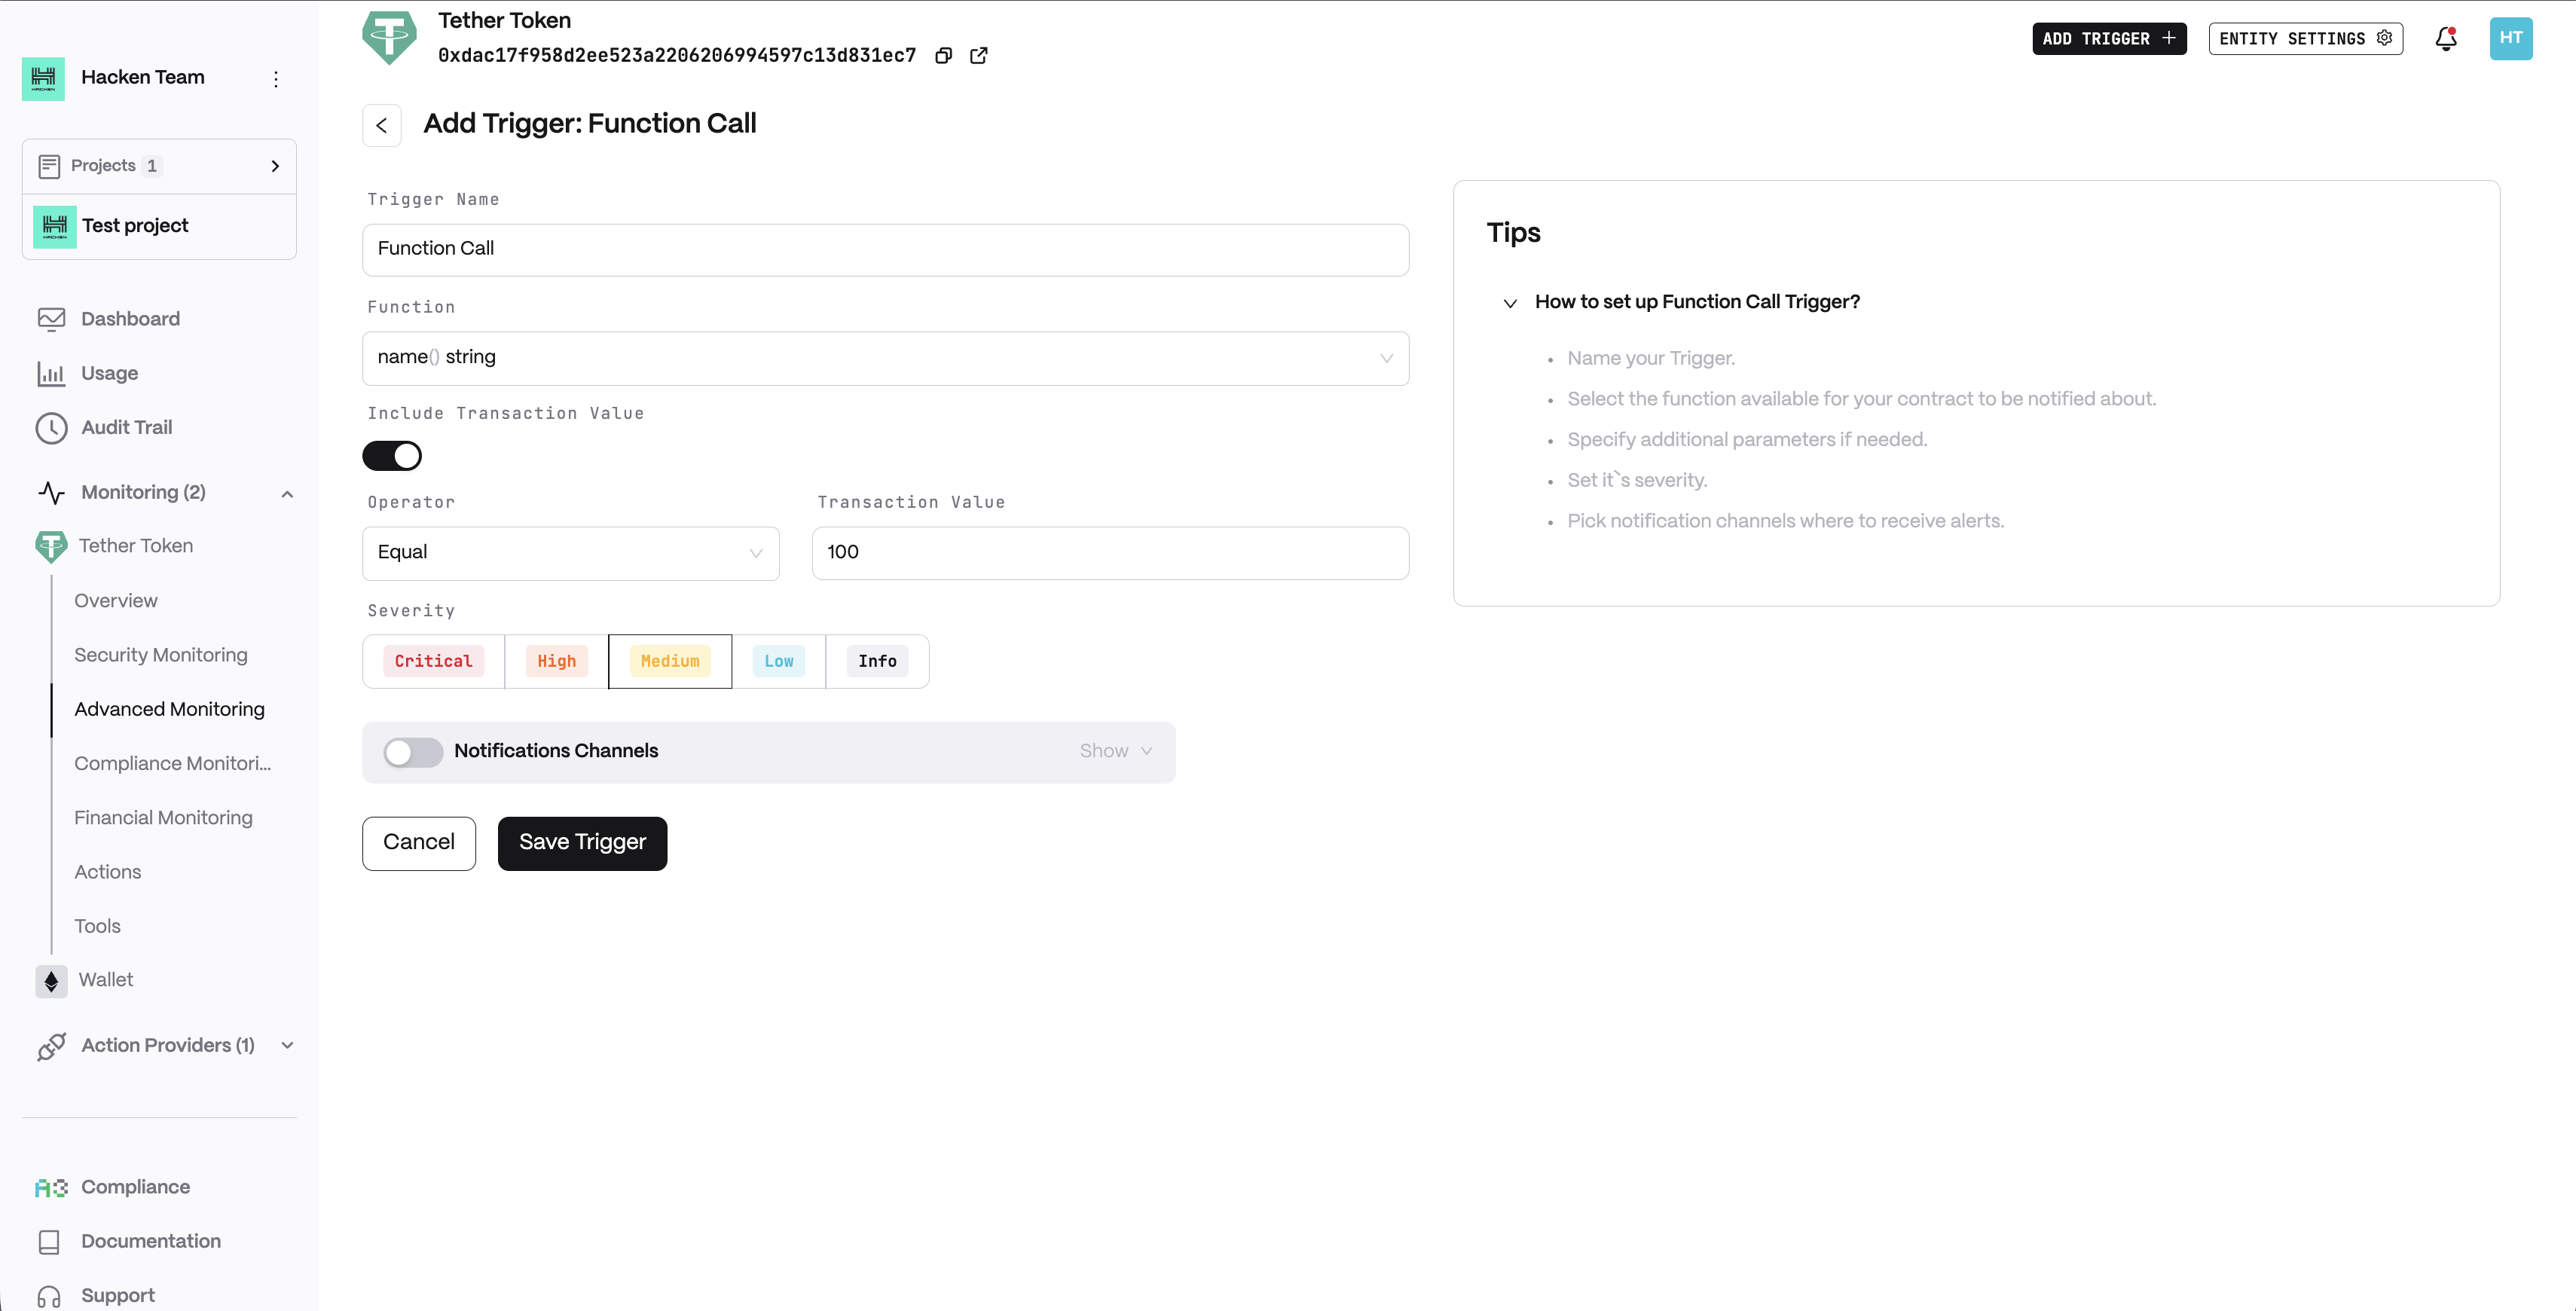 Hacken Team
Projects 1
Test project
Dashboard
Usage
Audit Trail
Monitoring (2)
Tether Token
Overview
Security Monitoring
Advanced Monitoring
Compliance Monitori...
Financial Monitoring
Actions
Tools
Wallet
Action Providers (1)
Compliance
Documentation
Support
Tether Token
0xdac17f958d2ee523a2206206994597c13d831ec7
ADD TRIGGER +
ENTITY SETTINGS
HT
Add Trigger: Function Call
Trigger Name
Function Call
Function
name() string
Include Transaction Value
Operator
Transaction Value
Equal
100
Severity
Critical
High
Medium
Low
Info
Notifications Channels
Show
Cancel
Save Trigger
Tips
How to set up Function Call Trigger?
• Name your Trigger.
• Select the function available for your contract to be notified about.
• Specify additional parameters if needed.
• Set it`s severity.
• Pick notification channels where to receive alerts.